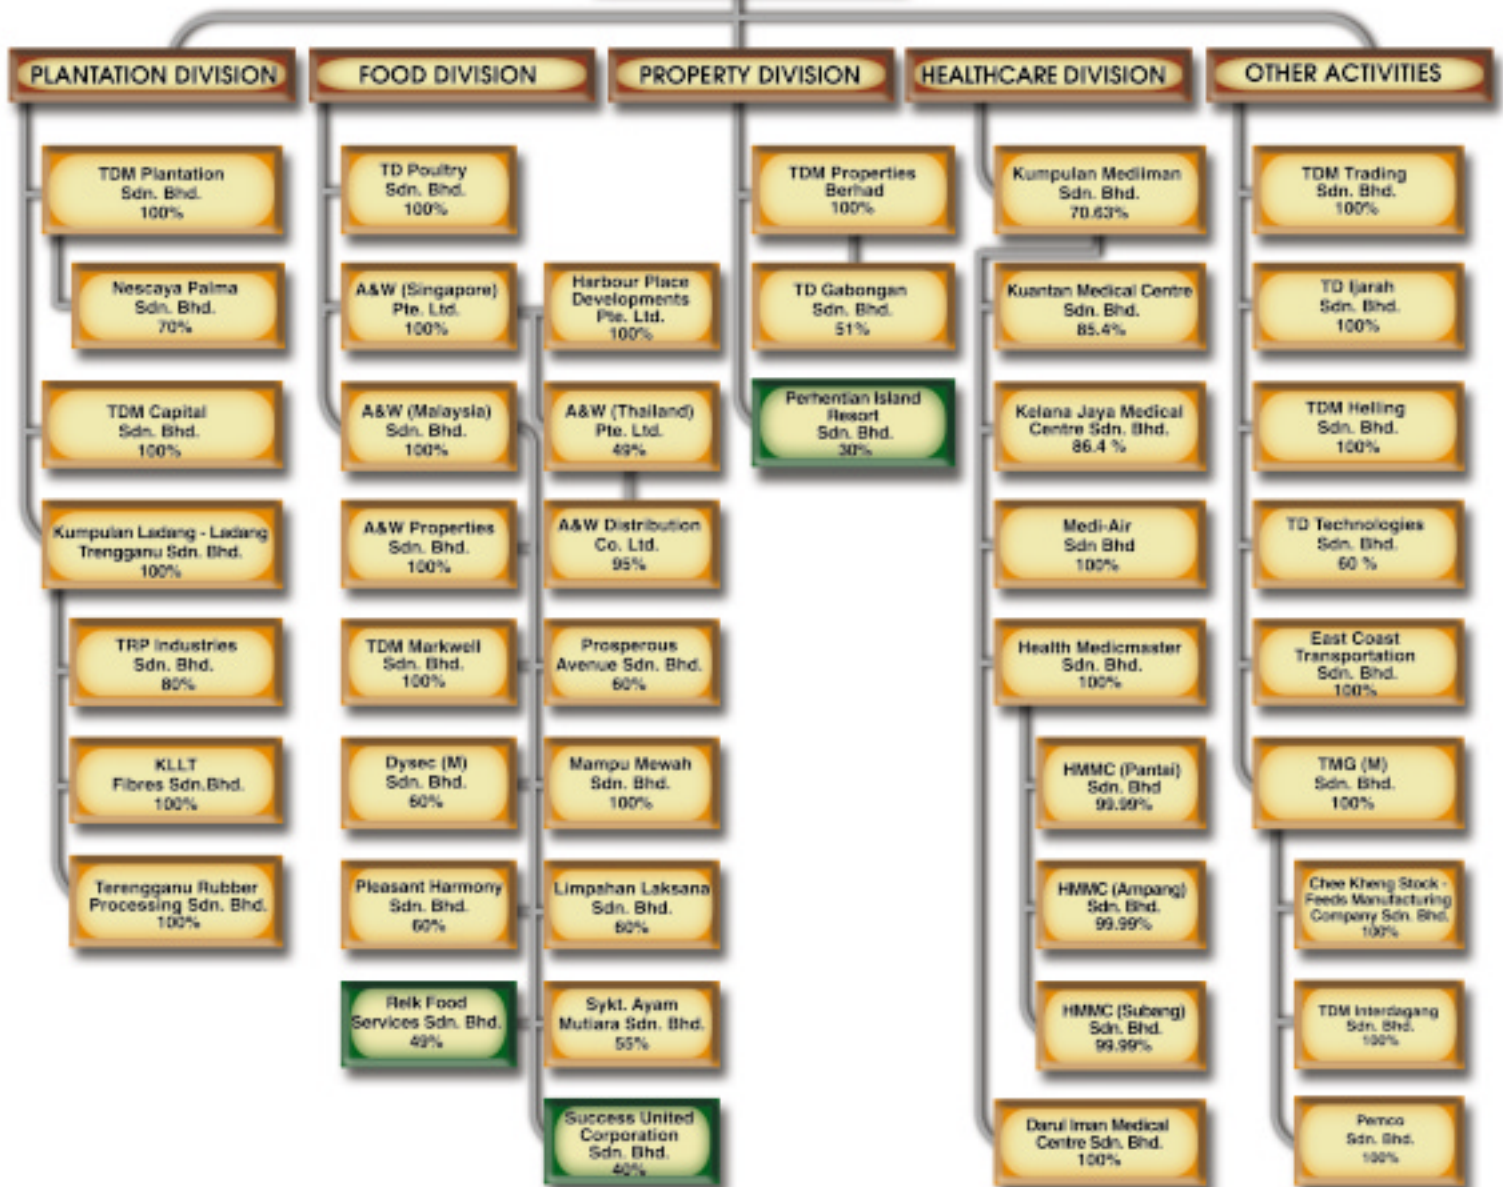 PLANTATION DIVISION
TDM Plantation
Sdn. Bhd.
100%
Nescaya Palma
Sdn. Bhd.
70%
TDM Capital
Sdn. Bhd.
100%
Kumpulan Ladang - Ladang
Trengganu Sdn. Bhd.
100%
TRP Industries
Sdn. Bhd.
80%
KLLT
Fibres Sdn.Bhd.
100%
Terengganu Rubber
Processing Sdn. Bhd.
100%
FOOD DIVISION
TD Poultry
Sdn. Bhd.
100%
A&W (Singapore)
Pte. Ltd.
100%
Harbour Place
Developments
Pte. Ltd.
100%
A&W (Malaysia)
Sdn. Bhd.
100%
A&W (Thailand)
Pte. Ltd.
49%
A&W Properties
Sdn. Bhd.
100%
A&W Distribution
Co. Ltd.
95%
TDM Markwell
Sdn. Bhd.
100%
Prosperous
Avenue Sdn. Bhd.
60%
Dysec (M)
Sdn. Bhd.
60%
Mampu Mewah
Sdn. Bhd.
100%
Pleasant Harmony
Sdn. Bhd.
60%
Limpahan Laksana
Sdn. Bhd.
60%
Relk Food
Services Sdn. Bhd.
49%
Sykt. Ayam
Mutiara Sdn. Bhd.
55%
Success United
Corporation
Sdn. Bhd.
40%
PROPERTY DIVISION
TDM Properties
Berhad
100%
TD Gabongan
Sdn. Bhd.
51%
Perhentian Island
Resort
Sdn. Bhd.
30%
HEALTHCARE DIVISION
Kumpulan Mediiman
Sdn. Bhd.
70.63%
Kuantan Medical Centre
Sdn. Bhd.
85.4%
Kelana Jaya Medical
Centre Sdn. Bhd.
86.4 %
Medi-Air
Sdn Bhd
100%
Health Medicmaster
Sdn. Bhd.
100%
HMMC (Pantai)
Sdn. Bhd
99.99%
HMMC (Ampang)
Sdn. Bhd.
99.99%
HMMC (Subang)
Sdn. Bhd.
99.99%
Darul Iman Medical
Centre Sdn. Bhd.
100%
OTHER ACTIVITIES
TDM Trading
Sdn. Bhd.
100%
TD Ijarah
Sdn. Bhd.
100%
TDM Helling
Sdn. Bhd.
100%
TD Technologies
Sdn. Bhd.
60 %
East Coast
Transportation
Sdn. Bhd.
100%
TMG (M)
Sdn. Bhd.
100%
Chee Kheng Stock -
Feeds Manufacturing
Company Sdn. Bhd.
100%
TDM Interdagang
Sdn. Bhd.
100%
Pemco
Sdn. Bhd.
100%